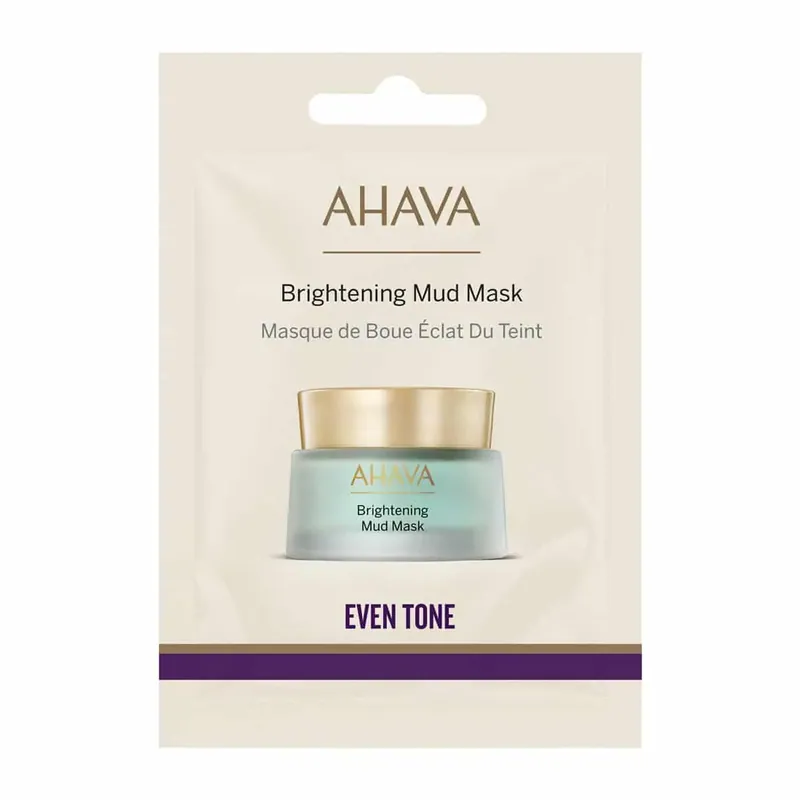 AHAVA
Brightening Mud Mask
Masque de Boue Éclat Du Teint
AHAVA
Brightening
Mud Mask
EVEN TONE